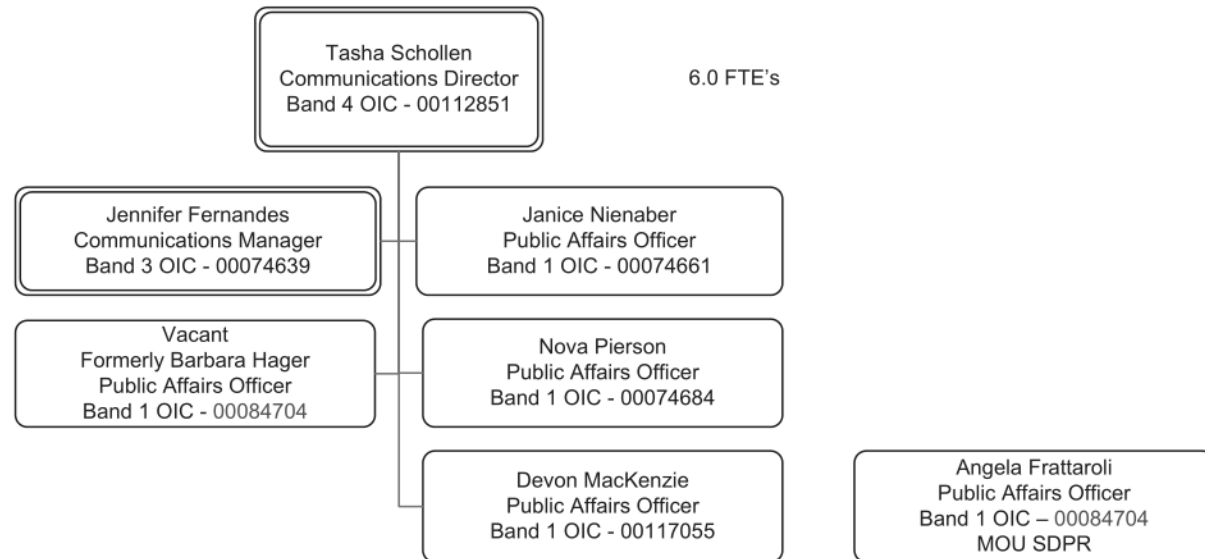 Tasha Schollen
Communications Director
Band 4 OIC - 00112851
6.0 FTE’s
Jennifer Fernandes
Communications Manager
Band 3 OIC - 00074639
Janice Nienaber
Public Affairs Officer
Band 1 OIC - 00074661
Vacant
Formerly Barbara Hager
Public Affairs Officer
Band 1 OIC - 00084704
Nova Pierson
Public Affairs Officer
Band 1 OIC - 00074684
Devon MacKenzie
Public Affairs Officer
Band 1 OIC - 00117055
Angela Frattaroli
Public Affairs Officer
Band 1 OIC – 00084704
MOU SDPR